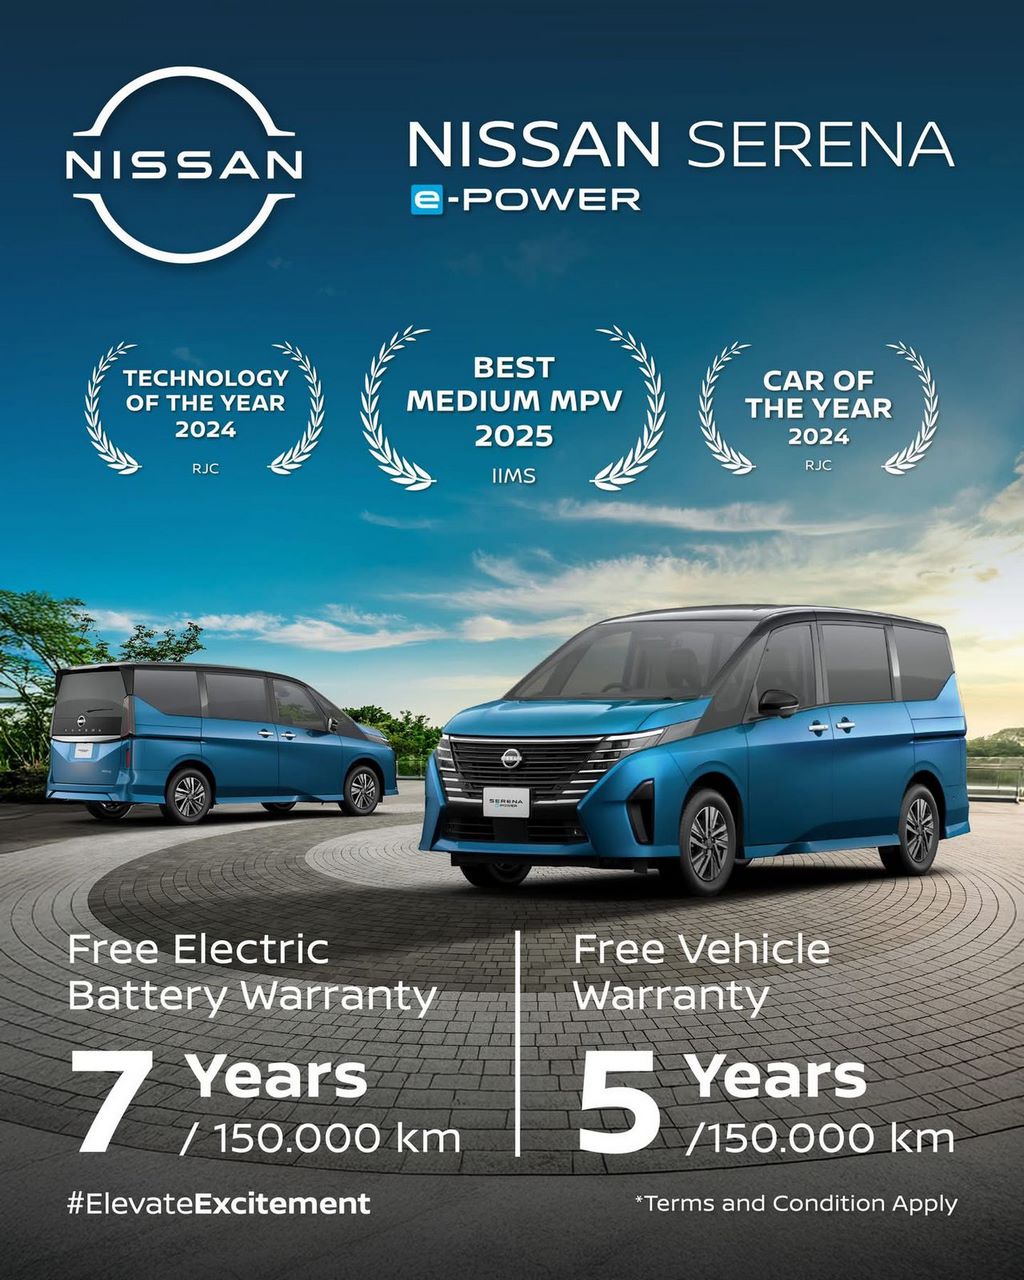 NISSAN
NISSAN SERENA
e-POWER
TECHNOLOGY
OF THE YEAR
2024
RJC
BEST
MEDIUM MPV
2025
IIMS
CAR OF
THE YEAR
2024
RJC
SERENA
e-POWER
Free Electric
Battery Warranty
7 Years
/ 150.000 km
Free Vehicle
Warranty
5 Years
/150.000 km
#ElevateExcitement
*Terms and Condition Apply